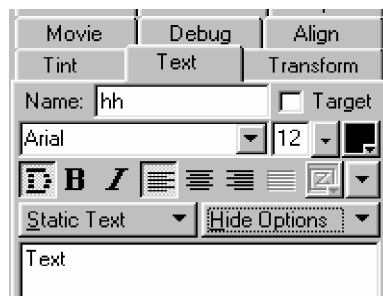 Movie Debug Align
Tint Text Transform
Name: hh Target
Arial 12
D B I
Static Text Hide Options
Text